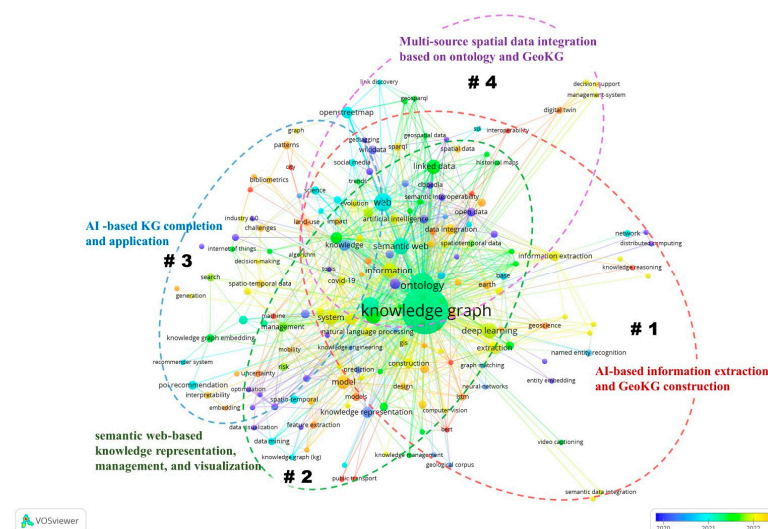 Multi-source spatial data integration
based on ontology and GeoKG
# 4
link discovery
decision-support
management-system
geosparql
openstreetmap
digital twin
graph
geospatial data
interoperability
geotagging
patterns
wikidata
sparql
spatial data
social media
historical maps
linked data
city
trends
bibliometrics
dbpedia
science
semantic interoperability
evolution
web
open data
industry 4.0
land-use
impact
artificial intelligence
AI -based KG completion
and application
challenges
data integration
network
distributed computing
knowledge
semantic web
spatiotemporal data
internet of things
algorithm
information extraction
# 3
decision-making
information
knowledge reasoning
search
covid-19
base
spatio-temporal data
ontology
earth
generation
knowledge graph
machine
system
management
geoscience
# 1
natural language processing
deep learning
knowledge graph embedding
gis
knowledge engineering
extraction
named entity recognition
mobility
recommender system
construction
graph matching
risk
prediction
AI-based information extraction
and GeoKG construction
uncertainty
poi recommendation
model
entity embedding
optimization
design
neural networks
interpretability
models
lstm
embedding
spatio-temporal
knowledge representation
computer vision
data visualization
feature extraction
bert
semantic web-based
knowledge representation,
management, and visualization
data mining
video captioning
knowledge graph (kg)
knowledge management
geological corpus
# 2
public transport
semantic data integration
VOSviewer
2020 2021 2022